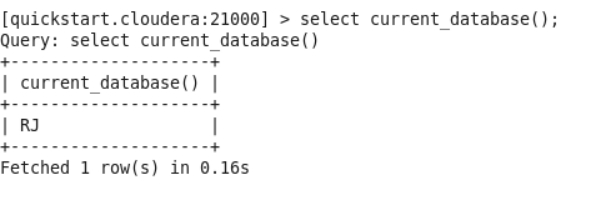 [quickstart.cloudera:21000] > select current_database();
Query: select current_database()
+--------------------+
| current_database() |
+--------------------+
| RJ                 |
+--------------------+
Fetched 1 row(s) in 0.16s